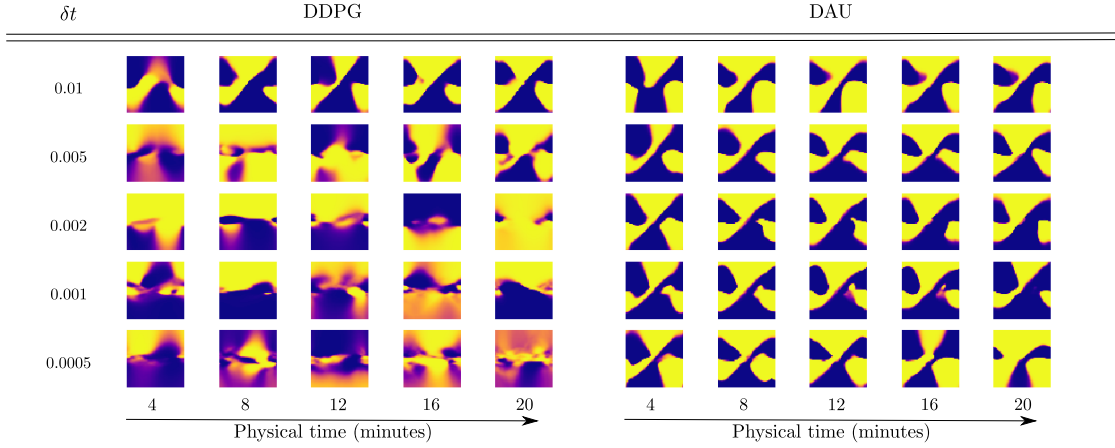 δt DDPG DAU
0.01
0.005
0.002
0.001
0.0005
4 8 12 16 20 4 8 12 16 20
Physical time (minutes) Physical time (minutes)